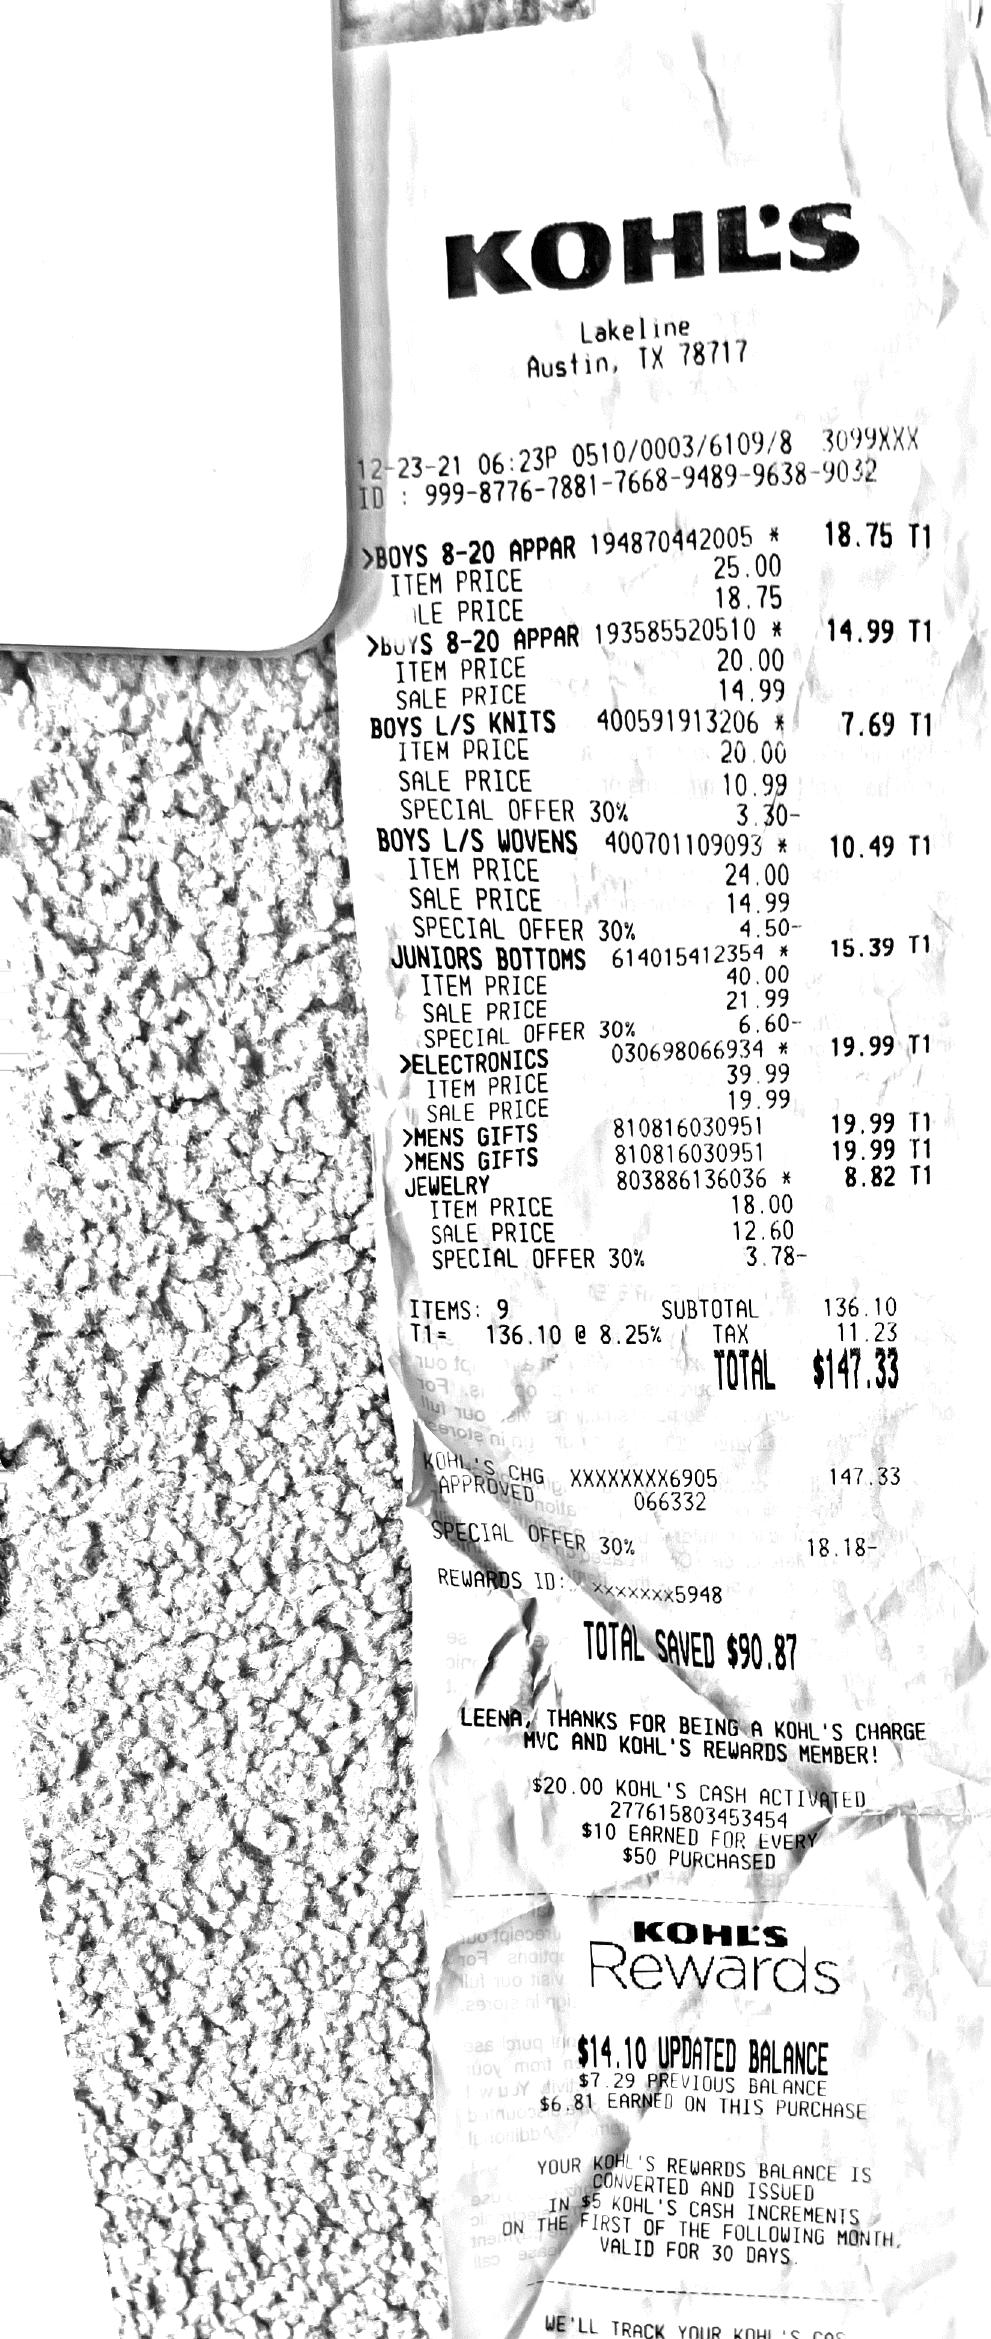 KOHL'S
Lakeline
Austin, TX 78717
12-23-21 06:23P 0510/0003/6109/8 3099XXX
ID : 999-8776-7881-7668-9489-9638-9032
>BOYS 8-20 APPAR 194870442005 * 18.75 T1
ITEM PRICE 25.00
LE PRICE 18.75
>BOYS 8-20 APPAR 193585520510 * 14.99 T1
ITEM PRICE 20.00
SALE PRICE 14.99
BOYS L/S KNITS 400591913206 * 7.69 T1
ITEM PRICE 20.00
SALE PRICE 10.99
SPECIAL OFFER 30% 3.30-
BOYS L/S WOVENS 400701109093 * 10.49 T1
ITEM PRICE 24.00
SALE PRICE 14.99
SPECIAL OFFER 30% 4.50-
JUNIORS BOTTOMS 614015412354 * 15.39 T1
ITEM PRICE 40.00
SALE PRICE 21.99
SPECIAL OFFER 30% 6.60-
>ELECTRONICS 030698066934 * 19.99 T1
ITEM PRICE 39.99
SALE PRICE 19.99
>MENS GIFTS 810816030951 19.99 T1
>MENS GIFTS 810816030951 19.99 T1
JEWELRY 803886136036 * 8.82 T1
ITEM PRICE 18.00
SALE PRICE 12.60
SPECIAL OFFER 30% 3.78-
ITEMS: 9 SUBTOTAL 136.10
T1= 136.10 @ 8.25% TAX 11.23
TOTAL $147.33
KOHL'S CHG XXXXXXXX6905 147.33
APPROVED 066332
SPECIAL OFFER 30% 18.18-
REWARDS ID: xxxxxxx5948
TOTAL SAVED $90.87
LEENA, THANKS FOR BEING A KOHL'S CHARGE
MVC AND KOHL'S REWARDS MEMBER!
$20.00 KOHL'S CASH ACTIVATED
277615803453454
$10 EARNED FOR EVERY
$50 PURCHASED
KOHL'S
Rewards
$14.10 UPDATED BALANCE
$7.29 PREVIOUS BALANCE
$6.81 EARNED ON THIS PURCHASE
YOUR KOHL'S REWARDS BALANCE IS
CONVERTED AND ISSUED
IN $5 KOHL'S CASH INCREMENTS
ON THE FIRST OF THE FOLLOWING MONTH,
VALID FOR 30 DAYS.
WE'LL TRACK YOUR KOHL'S CAS